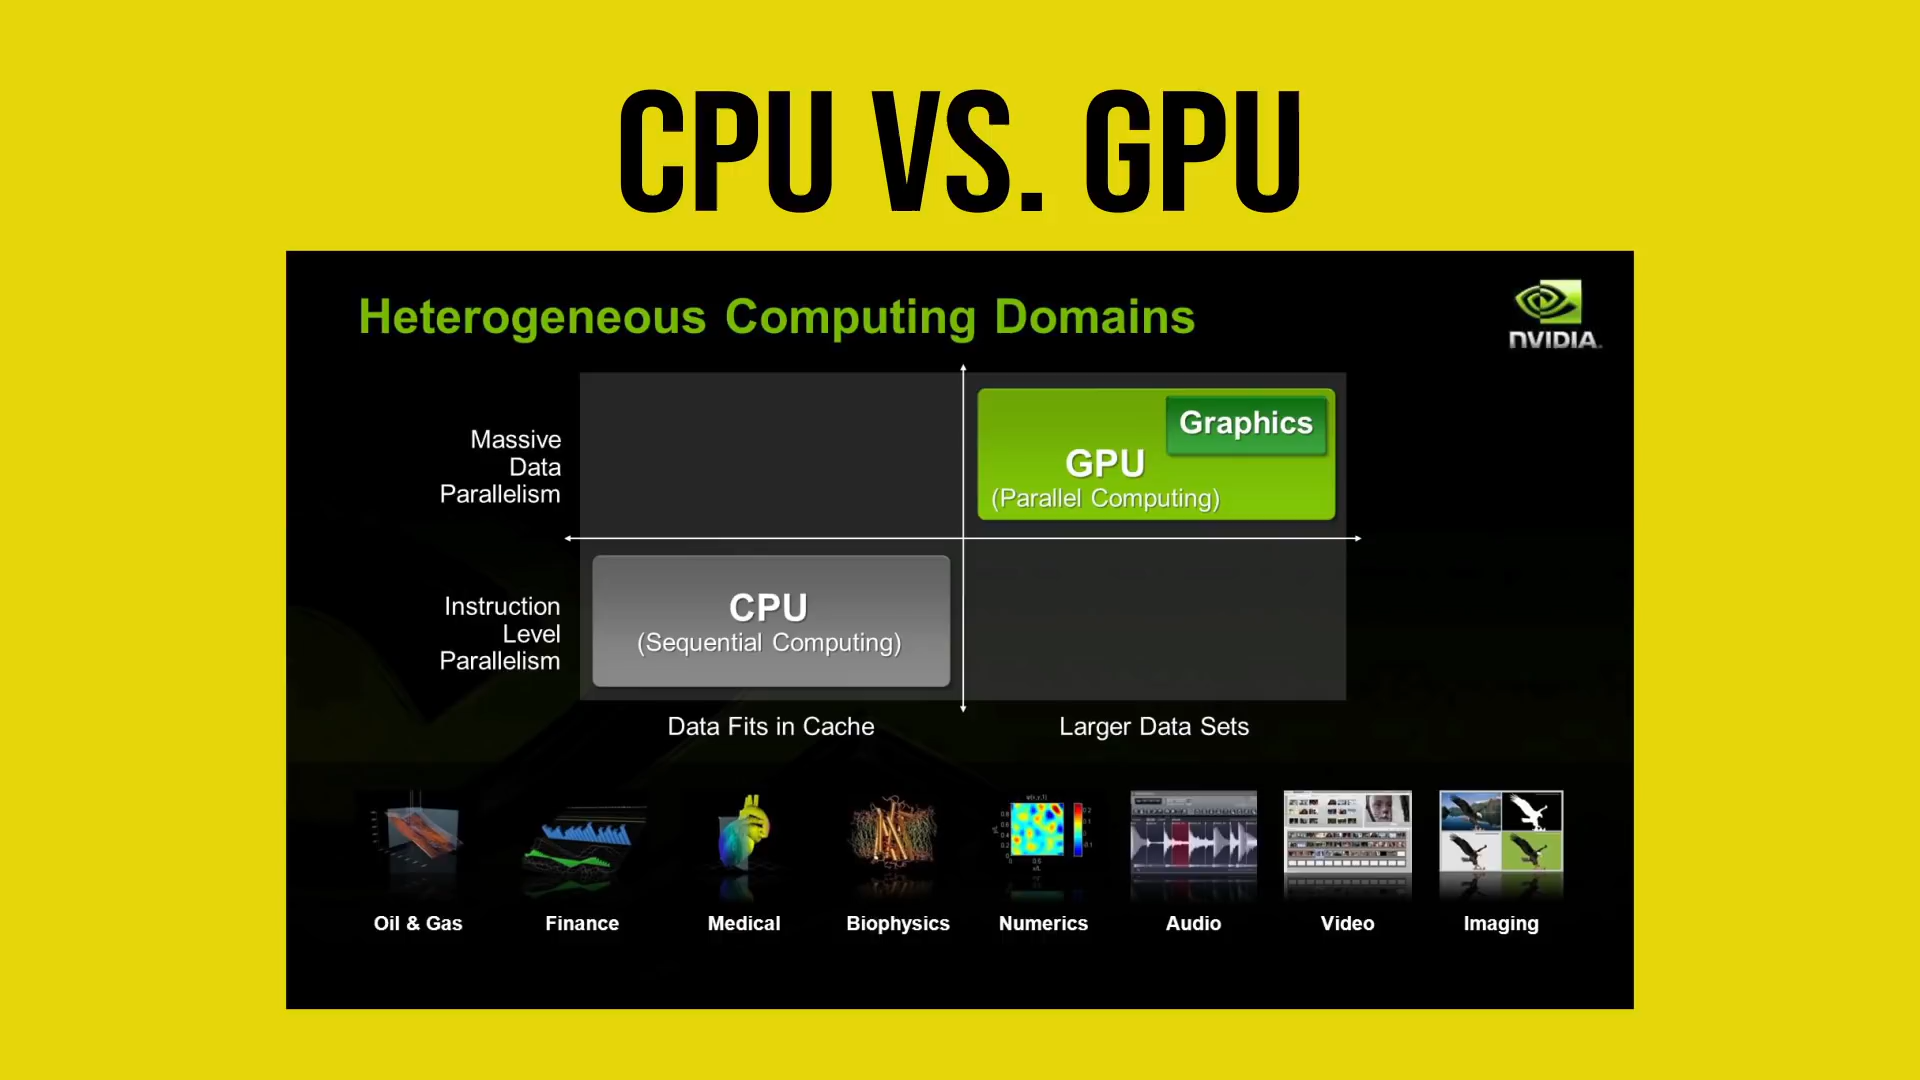 CPU VS. GPU
Heterogeneous Computing Domains
NVIDIA.
Massive
Data
Parallelism
Graphics
GPU
(Parallel Computing)
Instruction
Level
Parallelism
CPU
(Sequential Computing)
Data Fits in Cache
Larger Data Sets
Oil & Gas
Finance
Medical
Biophysics
Numerics
Audio
Video
Imaging